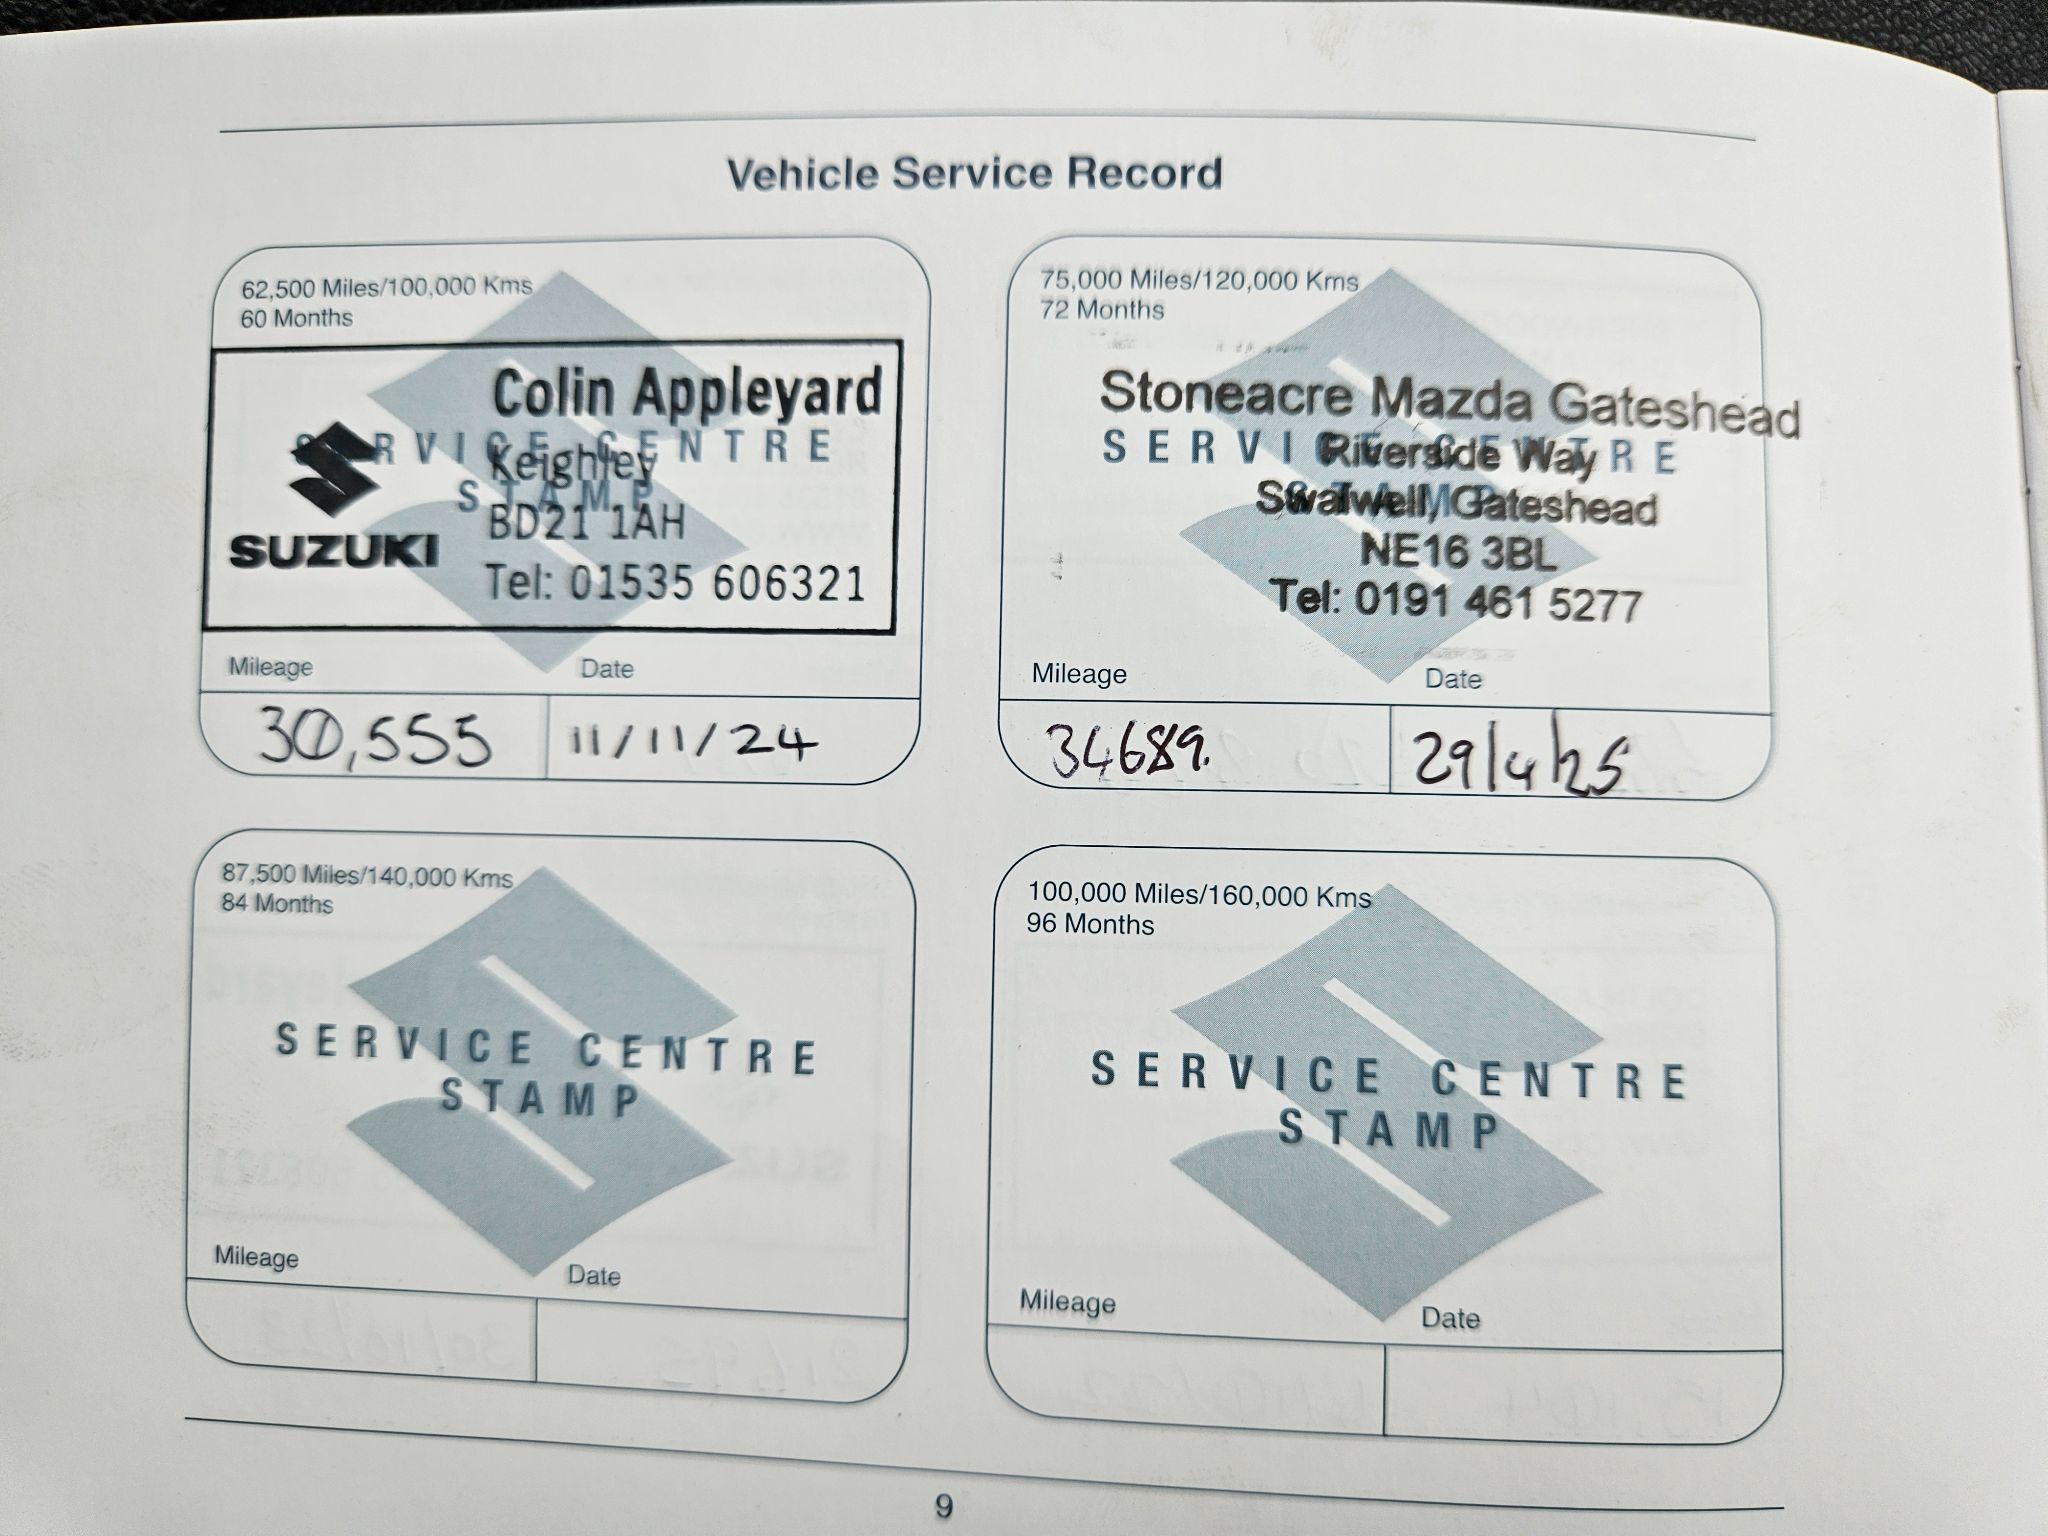 Vehicle Service Record
62,500 Miles/100,000 Kms
60 Months
Colin Appleyard
SERVICE CENTRE
Keighley
STAMP
BD21 1AH
SUZUKI
Tel: 01535 606321
Mileage
Date
30,555
11/11/24
75,000 Miles/120,000 Kms
72 Months
Stoneacre Mazda Gateshead
SERVICE CENTRE
Riverside Way
STAMP
Swalwell, Gateshead
NE16 3BL
Tel: 0191 461 5277
Mileage
Date
34689.
29/4/25
87,500 Miles/140,000 Kms
84 Months
SERVICE CENTRE
STAMP
Mileage
Date
100,000 Miles/160,000 Kms
96 Months
SERVICE CENTRE
STAMP
Mileage
Date
9